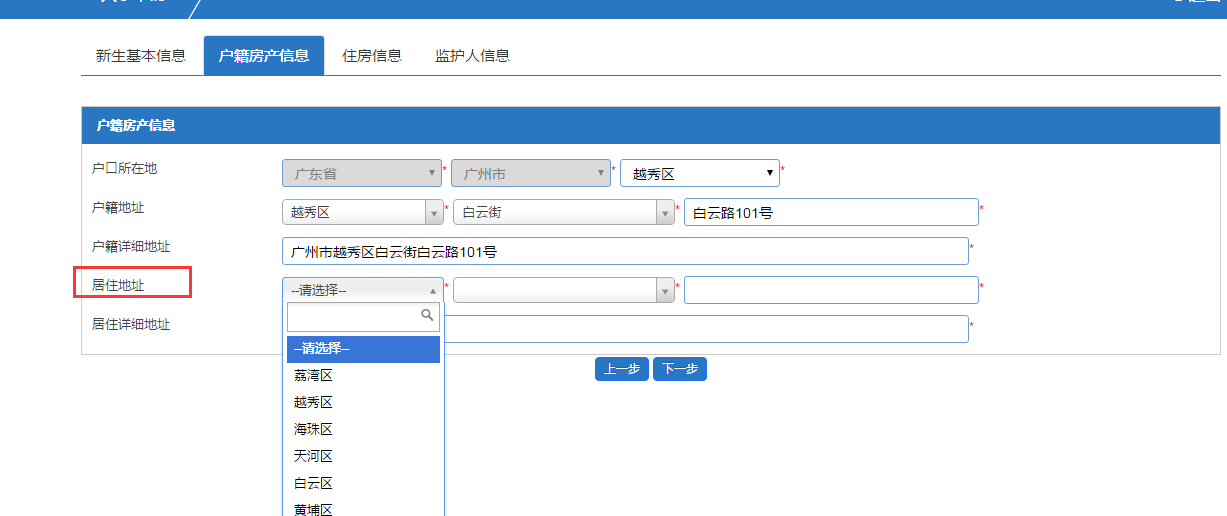 新生基本信息 户籍房产信息 住房信息 监护人信息
户籍房产信息
户口所在地 广东省 * 广州市 * 越秀区 *
户籍地址 越秀区 * 白云街 * 白云路101号 *
户籍详细地址 广州市越秀区白云街白云路101号 *
居住地址 --请选择-- * * *
居住详细地址 *
--请选择--
荔湾区
越秀区
海珠区
天河区
白云区
黄埔区
上一步 下一步